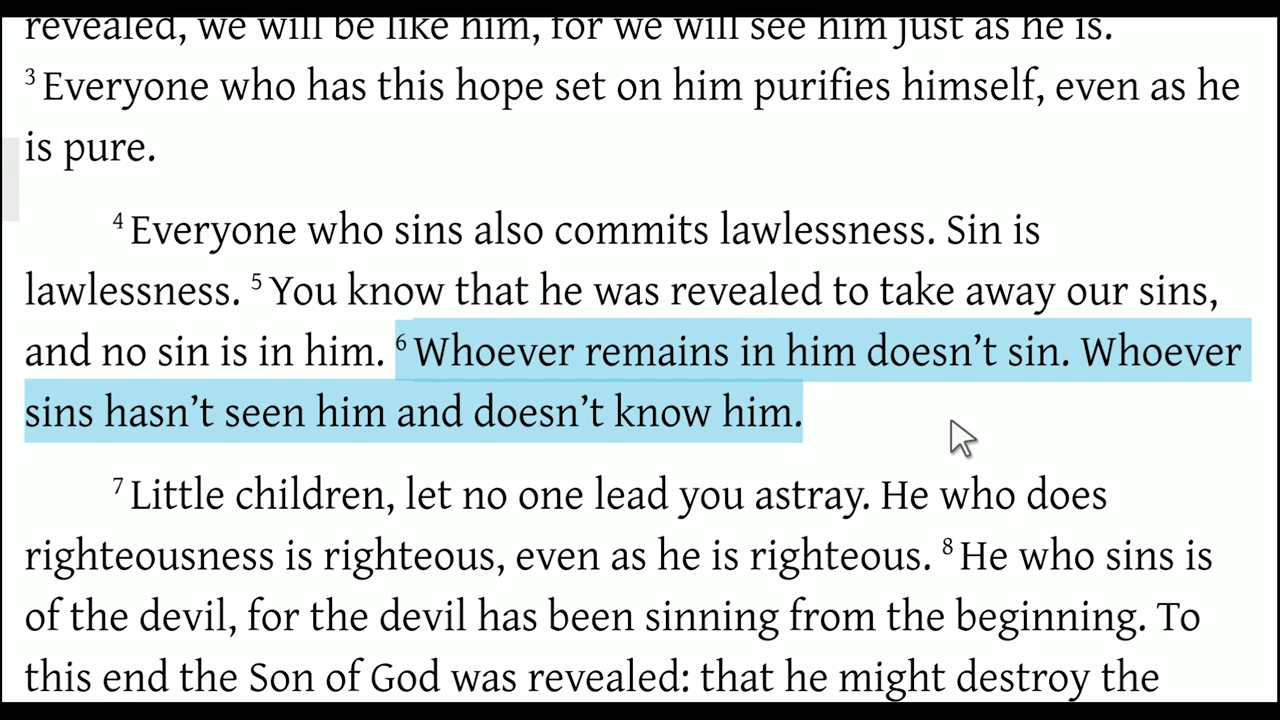 revealed, we will be like him, for we will see him just as he is.
3 Everyone who has this hope set on him purifies himself, even as he
is pure.
4 Everyone who sins also commits lawlessness. Sin is
lawlessness. 5 You know that he was revealed to take away our sins,
and no sin is in him. 6 Whoever remains in him doesn’t sin. Whoever
sins hasn’t seen him and doesn’t know him.
7 Little children, let no one lead you astray. He who does
righteousness is righteous, even as he is righteous. 8 He who sins is
of the devil, for the devil has been sinning from the beginning. To
this end the Son of God was revealed: that he might destroy the